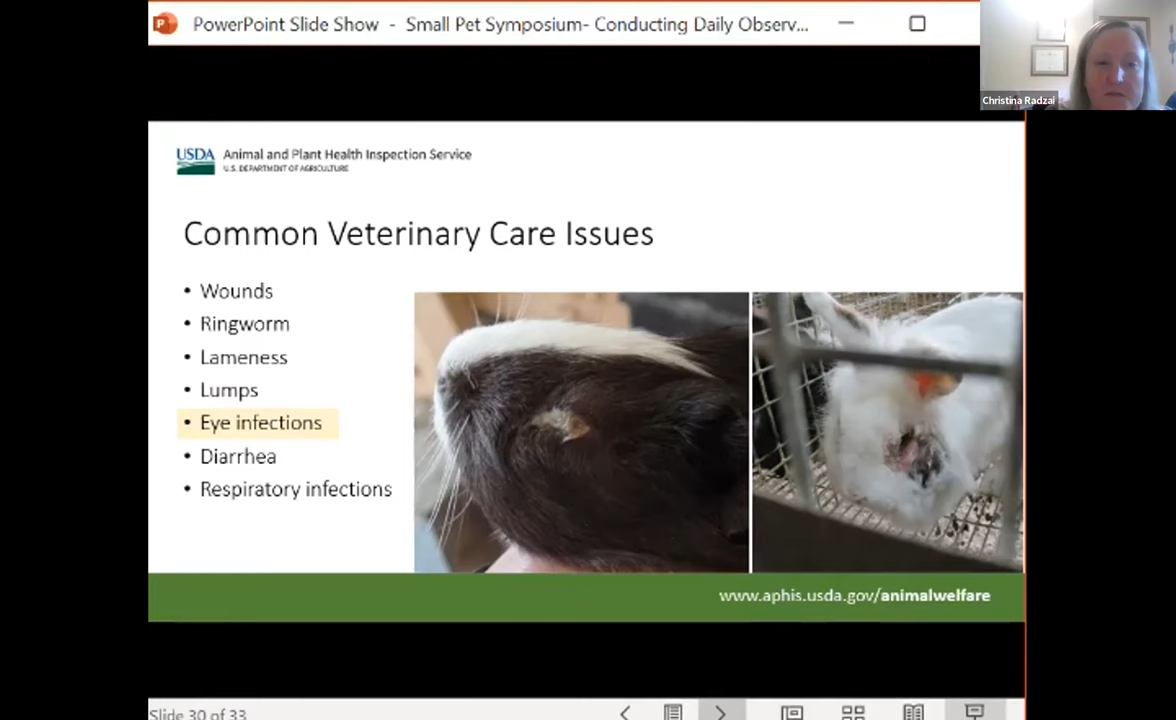 PowerPoint Slide Show - Small Pet Symposium- Conducting Daily Observ...
Christina Radzai
USDA Animal and Plant Health Inspection Service
U.S. DEPARTMENT OF AGRICULTURE
Common Veterinary Care Issues
• Wounds
• Ringworm
• Lameness
• Lumps
• Eye infections
• Diarrhea
• Respiratory infections
www.aphis.usda.gov/animalwelfare
Slide 30 of 33